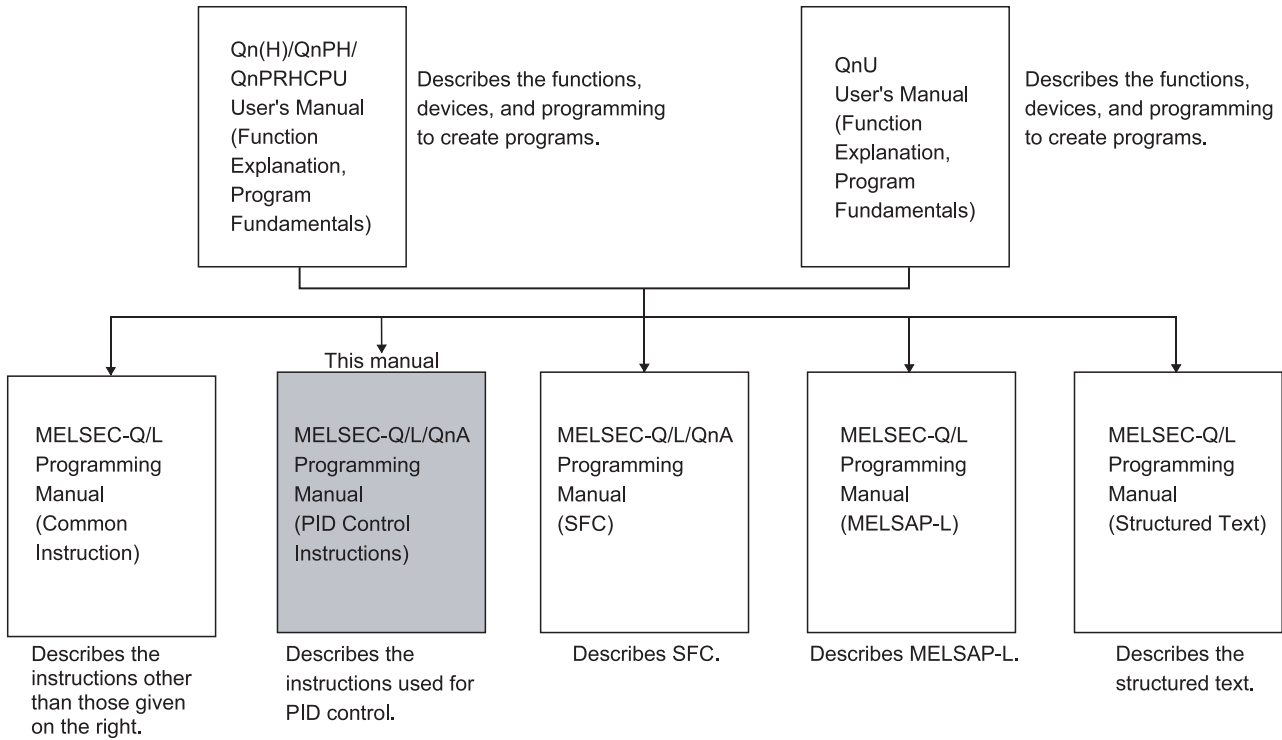 Qn(H)/QnPH/
QnPRHCPU
User's Manual
(Function
Explanation,
Program
Fundamentals)
Describes the functions,
devices, and programming
to create programs.
QnU
User's Manual
(Function
Explanation,
Program
Fundamentals)
Describes the functions,
devices, and programming
to create programs.
MELSEC-Q/L
Programming
Manual
(Common
Instruction)
Describes the
instructions other
than those given
on the right.
This manual
MELSEC-Q/L/QnA
Programming
Manual
(PID Control
Instructions)
Describes the
instructions used for
PID control.
MELSEC-Q/L/QnA
Programming
Manual
(SFC)
Describes SFC.
MELSEC-Q/L
Programming
Manual
(MELSAP-L)
Describes MELSAP-L.
MELSEC-Q/L
Programming
Manual
(Structured Text)
Describes the
structured text.